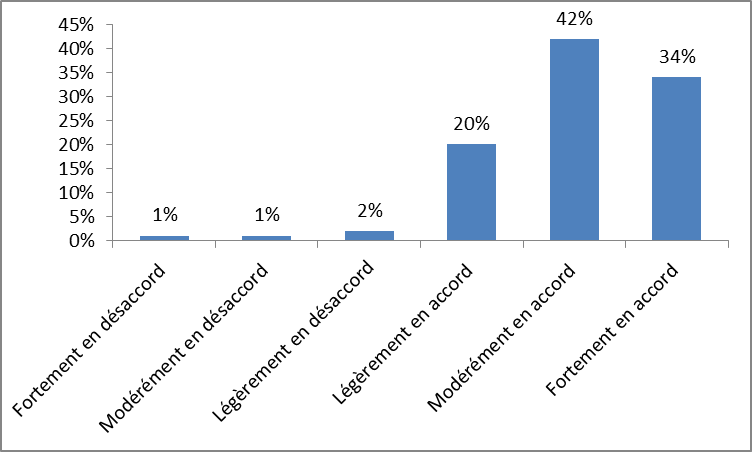 45%
40%
35%
30%
25%
20%
15%
10%
5%
0%
1%
1%
2%
20%
42%
34%
Fortement en désaccord
Modérément en désaccord
Légèrement en désaccord
Légèrement en accord
Modérément en accord
Fortement en accord